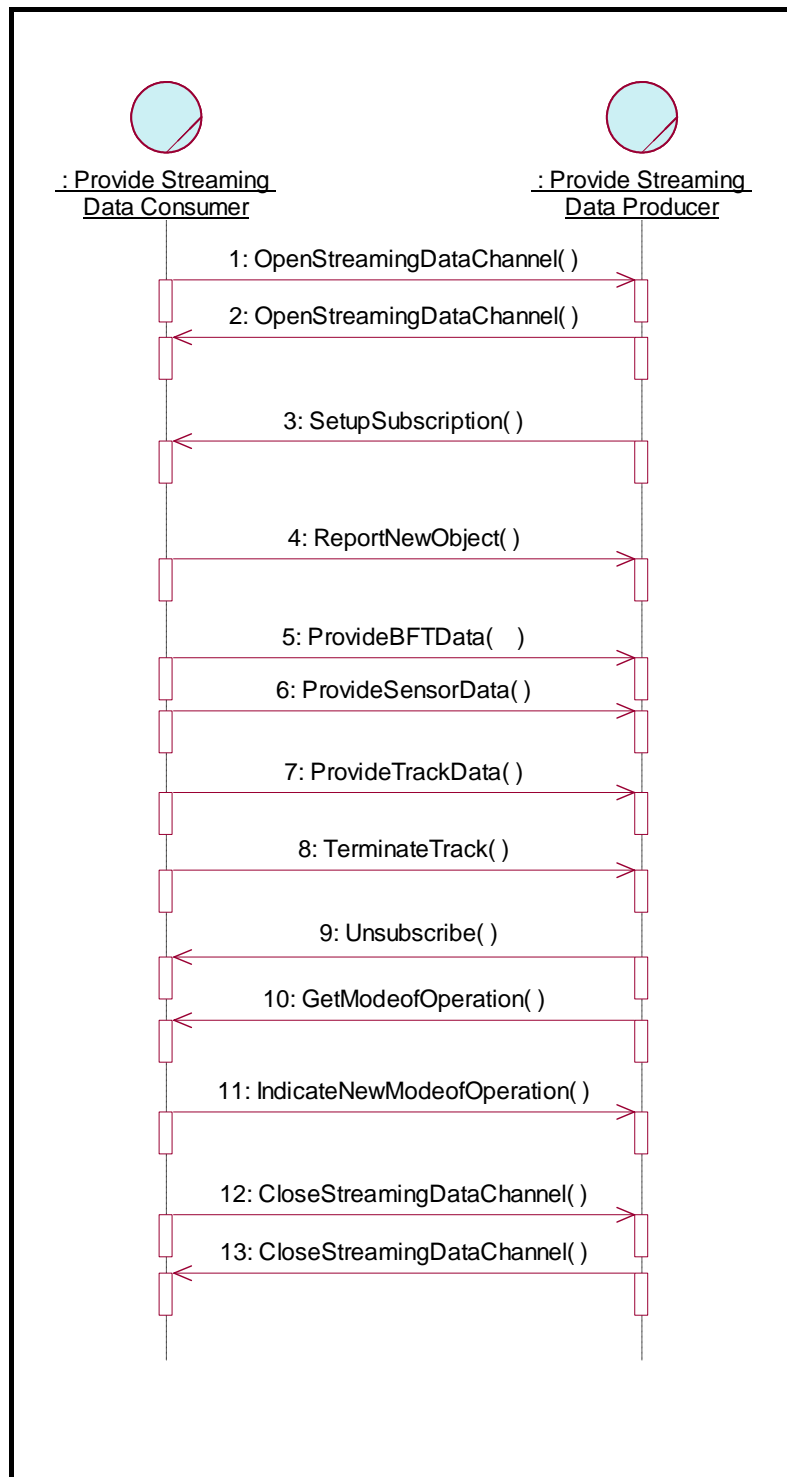 : Provide Streaming
Data Consumer
: Provide Streaming
Data Producer
1: OpenStreamingDataChannel( )
2: OpenStreamingDataChannel( )
3: SetupSubscription( )
4: ReportNewObject( )
5: ProvideBFTData( )
6: ProvideSensorData( )
7: ProvideTrackData( )
8: TerminateTrack( )
9: Unsubscribe( )
10: GetModeofOperation( )
11: IndicateNewModeofOperation( )
12: CloseStreamingDataChannel( )
13: CloseStreamingDataChannel( )